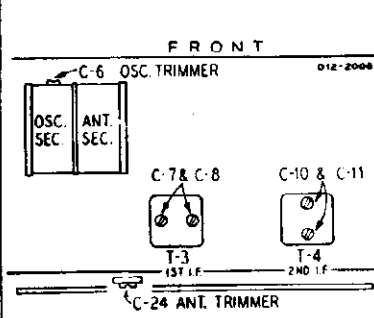 FRONT
C-6 OSC. TRIMMER
012-2006
OSC. SEC.
ANT. SEC.
C-7 & C-8
C-10 & C-11
T-3
1ST I.F.
T-4
2ND I.F.
C-24 ANT. TRIMMER